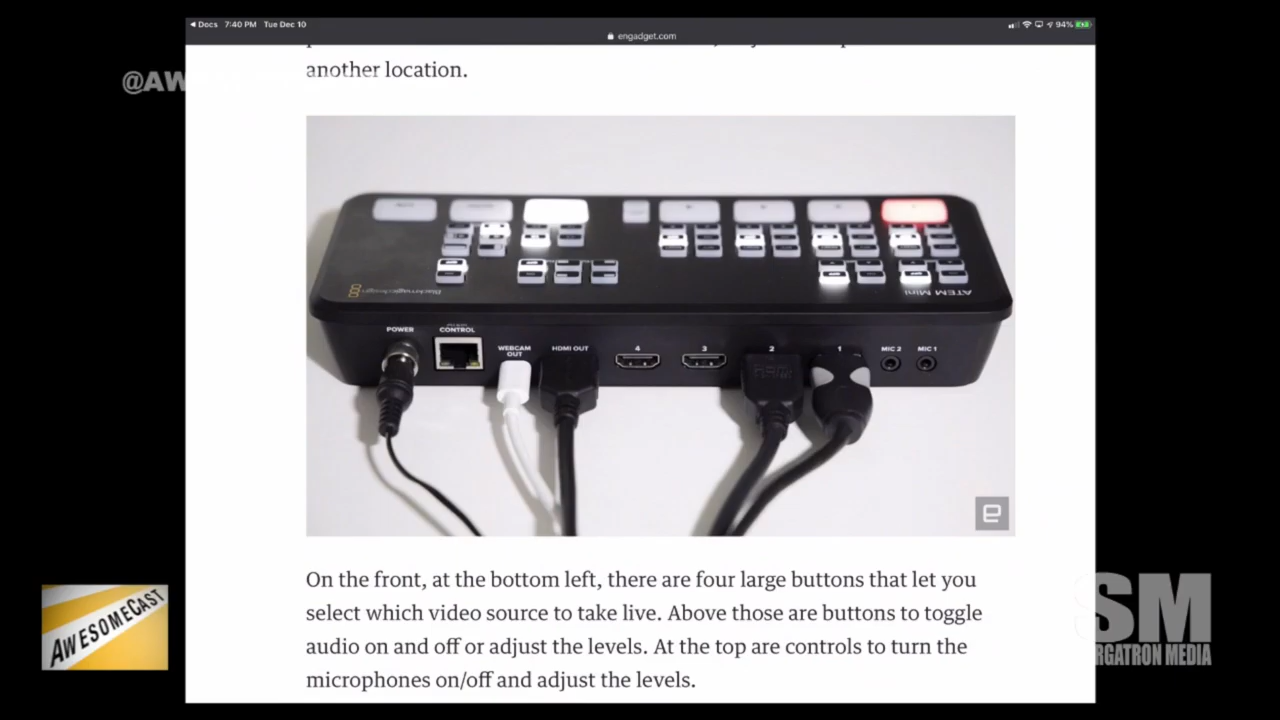 Docs 7:40 PM Tue Dec 10
94%
engadget.com
another location.
@AW
POWER
CONTROL
WEBCAM
OUT
HDMI OUT
4
3
2
1
MIC 2
MIC 1
Blackmagicdesign
ATEM Mini
e
On the front, at the bottom left, there are four large buttons that let you
select which video source to take live. Above those are buttons to toggle
audio on and off or adjust the levels. At the top are controls to turn the
microphones on/off and adjust the levels.
AWESOMECAST
SM
RGATRON MEDIA